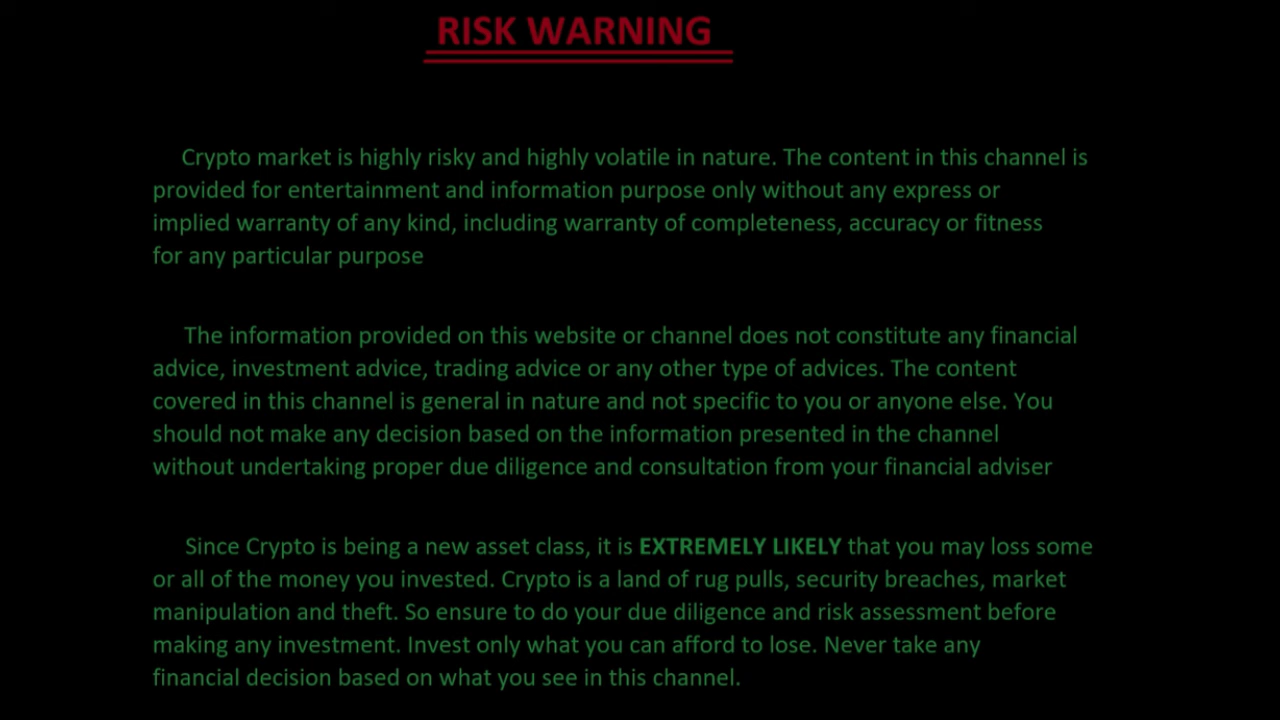 RISK WARNING
Crypto market is highly risky and highly volatile in nature. The content in this channel is
provided for entertainment and information purpose only without any express or
implied warranty of any kind, including warranty of completeness, accuracy or fitness
for any particular purpose
The information provided on this website or channel does not constitute any financial
advice, investment advice, trading advice or any other type of advices. The content
covered in this channel is general in nature and not specific to you or anyone else. You
should not make any decision based on the information presented in the channel
without undertaking proper due diligence and consultation from your financial adviser
Since Crypto is being a new asset class, it is EXTREMELY LIKELY that you may loss some
or all of the money you invested. Crypto is a land of rug pulls, security breaches, market
manipulation and theft. So ensure to do your due diligence and risk assessment before
making any investment. Invest only what you can afford to lose. Never take any
financial decision based on what you see in this channel.